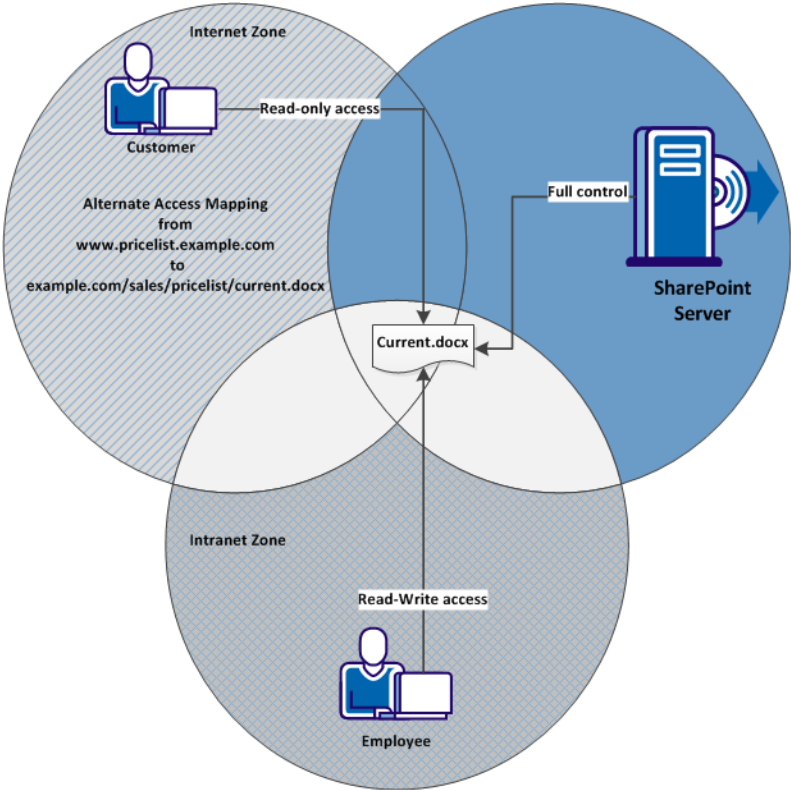 Internet Zone
Read-only access
Customer
Full control
Alternate Access Mapping
from
www.pricelist.example.com
to
example.com/sales/pricelist/current.docx
SharePoint
Server
Current.docx
Intranet Zone
Read-Write access
Employee